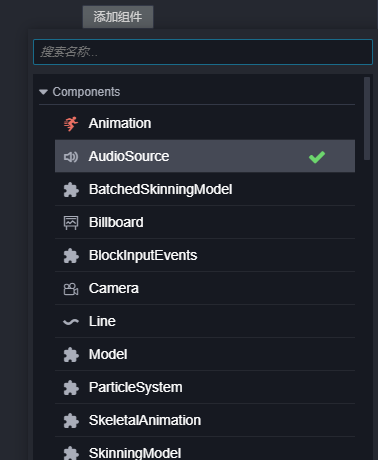 添加组件
搜索名称...
Components
Animation
AudioSource
BatchedSkinningModel
Billboard
BlockInputEvents
Camera
Line
Model
ParticleSystem
SkeletalAnimation
SkinningModel